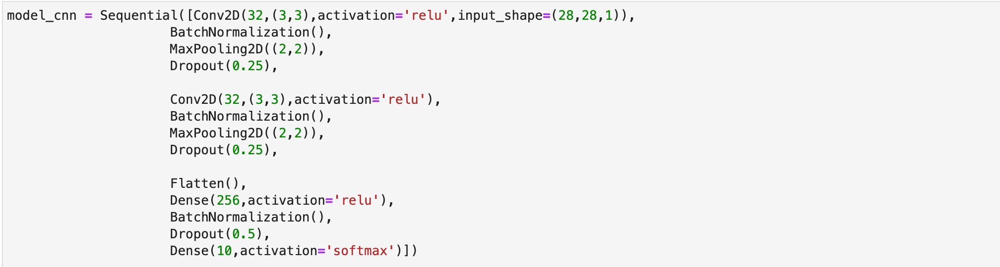 model_cnn = Sequential([Conv2D(32,(3,3),activation='relu',input_shape=(28,28,1)),
BatchNormalization(),
MaxPooling2D((2,2)),
Dropout(0.25),
Conv2D(32,(3,3),activation='relu'),
BatchNormalization(),
MaxPooling2D((2,2)),
Dropout(0.25),
Flatten(),
Dense(256,activation='relu'),
BatchNormalization(),
Dropout(0.5),
Dense(10,activation='softmax')])